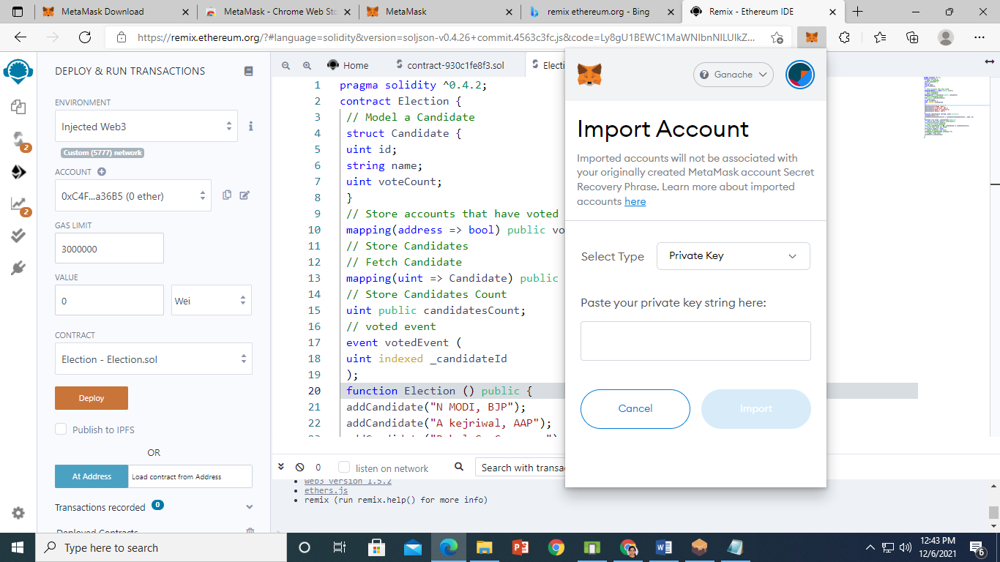 MetaMask Download
MetaMask - Chrome Web Sto
MetaMask
remix ethereum.org - Bing
Remix - Ethereum IDE
https://remix.ethereum.org/?#language=solidity&version=soljson-v0.4.26+commit.4563c3fc.js&code=Ly8gU1BEWC1MaWNlbnNlLUlkZ...
DEPLOY & RUN TRANSACTIONS
ENVIRONMENT
Injected Web3
Custom (5777) network
ACCOUNT
0xC4F...a36B5 (0 ether)
GAS LIMIT
3000000
VALUE
0
Wei
CONTRACT
Election - Election.sol
Deploy
Publish to IPFS
OR
At Address
Load contract from Address
Transactions recorded 0
Deployed Contracts
2
2
Home
contract-930c1fe8f3.sol
Electi
1 pragma solidity ^0.4.2;
2 contract Election {
3 // Model a Candidate
4 struct Candidate {
5 uint id;
6 string name;
7 uint voteCount;
8 }
9 // Store accounts that have voted
10 mapping(address => bool) public vo
11 // Store Candidates
12 // Fetch Candidate
13 mapping(uint => Candidate) public
14 // Store Candidates Count
15 uint public candidatesCount;
16 // voted event
17 event votedEvent (
18 uint indexed _candidateId
19 );
20 function Election () public {
21 addCandidate("N MODI, BJP");
22 addCandidate("A kejriwal, AAP");
0
listen on network
Search with transa
web3 version 1.5.2
ethers.js
remix (run remix.help() for more info)
Ganache
Import Account
Imported accounts will not be associated with
your originally created MetaMask account Secret
Recovery Phrase. Learn more about imported
accounts here
Select Type
Private Key
Paste your private key string here:
Cancel
Import
Type here to search
12:43 PM
12/6/2021
6